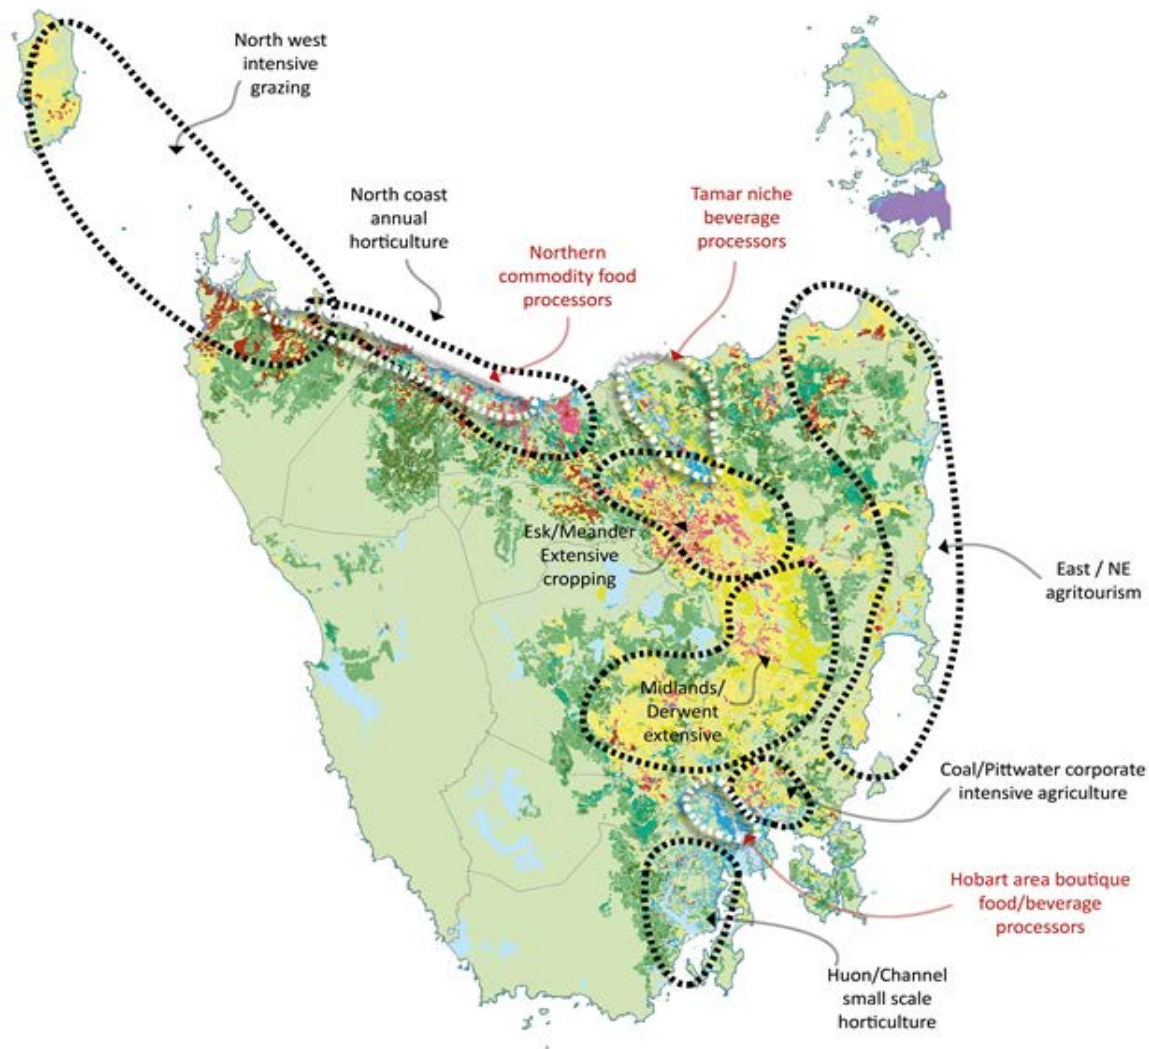 North west
intensive
grazing
North coast
annual
horticulture
Northern
commodity food
processors
Tamar niche
beverage
processors
Esk/Meander
Extensive
cropping
East / NE
agritourism
Midlands/
Derwent
extensive
Coal/Pittwater corporate
intensive agriculture
Hobart area boutique
food/beverage
processors
Huon/Channel
small scale
horticulture